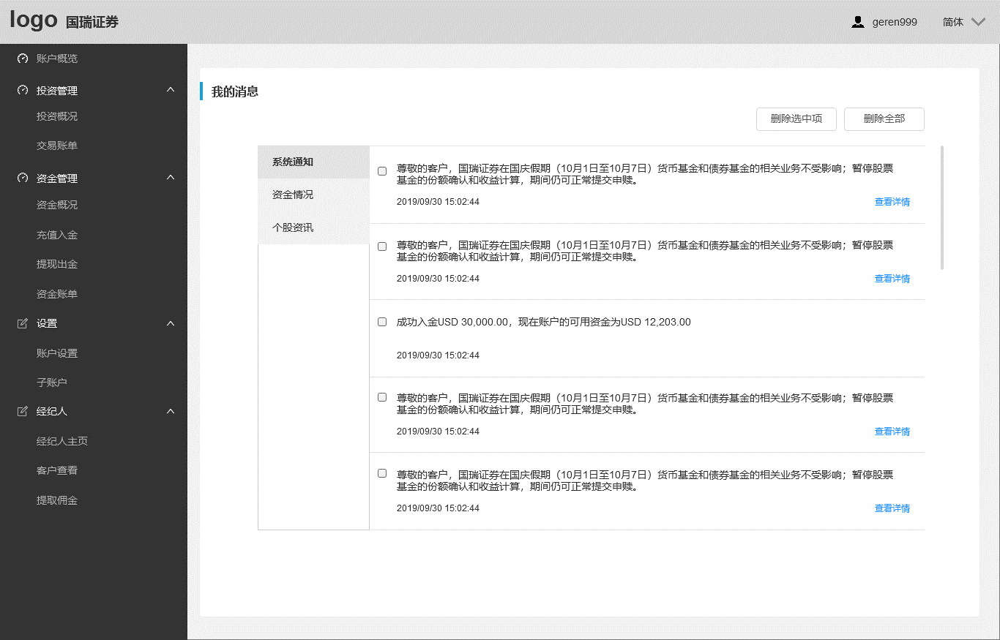 logo 国瑞证券
geren999
简体
账户概览
投资管理
投资概况
交易账单
资金管理
资金概况
充值入金
提现出金
资金账单
设置
账户设置
子账户
经纪人
经纪人主页
客户查看
提取佣金
我的消息
删除选中项
删除全部
系统通知
资金情况
个股资讯
尊敬的客户，国瑞证券在国庆假期（10月1日至10月7日）货币基金和债券基金的相关业务不受影响；暂停股票
基金的份额确认和收益计算，期间仍可正常提交申赎。
2019/09/30 15:02:44
查看详情
尊敬的客户，国瑞证券在国庆假期（10月1日至10月7日）货币基金和债券基金的相关业务不受影响；暂停股票
基金的份额确认和收益计算，期间仍可正常提交申赎。
2019/09/30 15:02:44
查看详情
成功入金USD 30,000.00，现在账户的可用资金为USD 12,203.00
2019/09/30 15:02:44
尊敬的客户，国瑞证券在国庆假期（10月1日至10月7日）货币基金和债券基金的相关业务不受影响；暂停股票
基金的份额确认和收益计算，期间仍可正常提交申赎。
2019/09/30 15:02:44
查看详情
尊敬的客户，国瑞证券在国庆假期（10月1日至10月7日）货币基金和债券基金的相关业务不受影响；暂停股票
基金的份额确认和收益计算，期间仍可正常提交申赎。
2019/09/30 15:02:44
查看详情